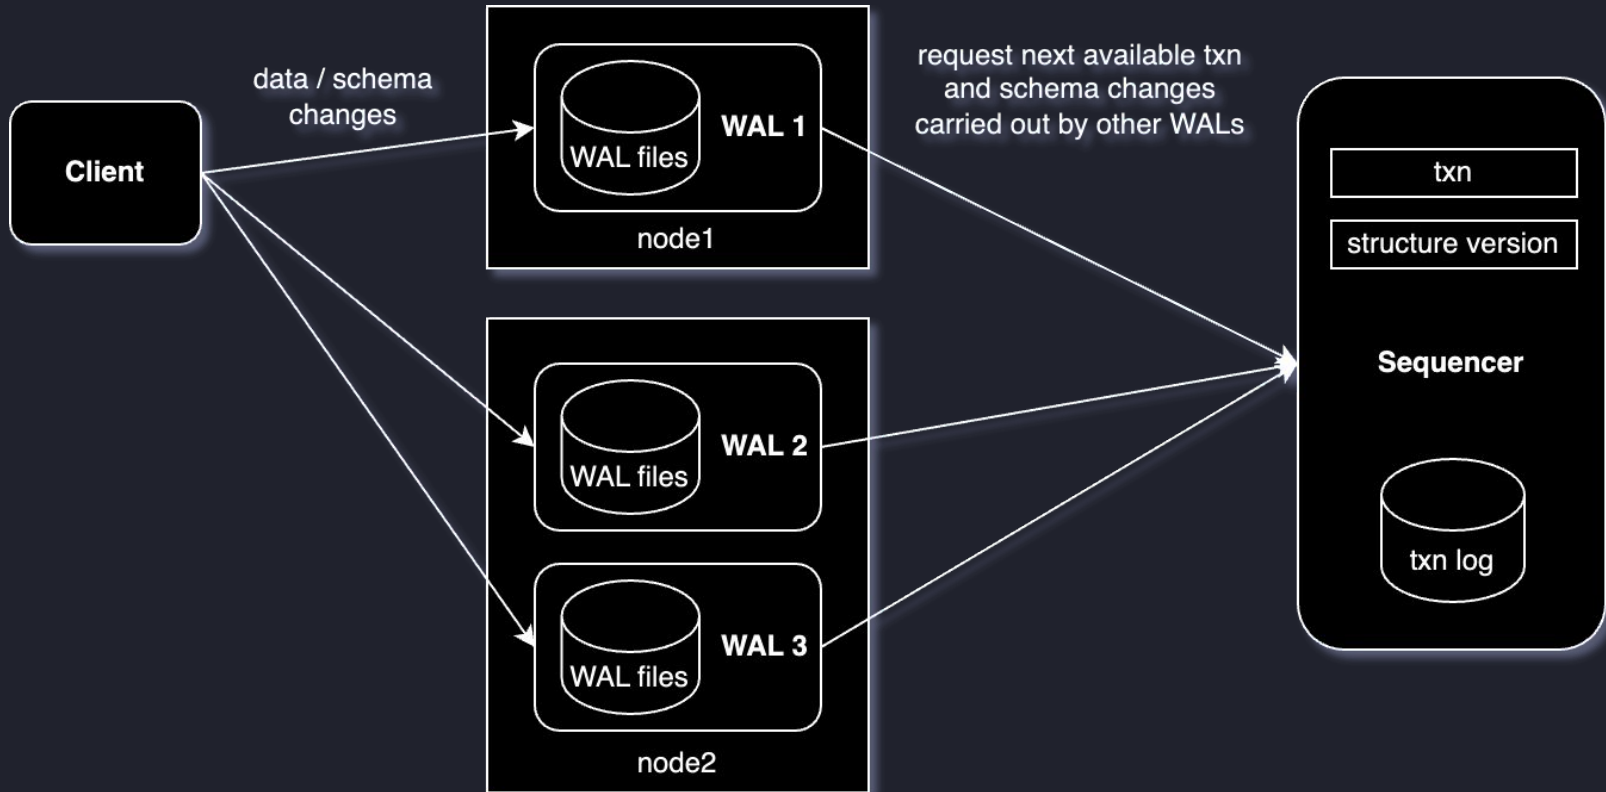 Client
data / schema
changes
WAL files
WAL 1
node1
WAL files
WAL 2
WAL files
WAL 3
node2
request next available txn
and schema changes
carried out by other WALs
txn
structure version
Sequencer
txn log